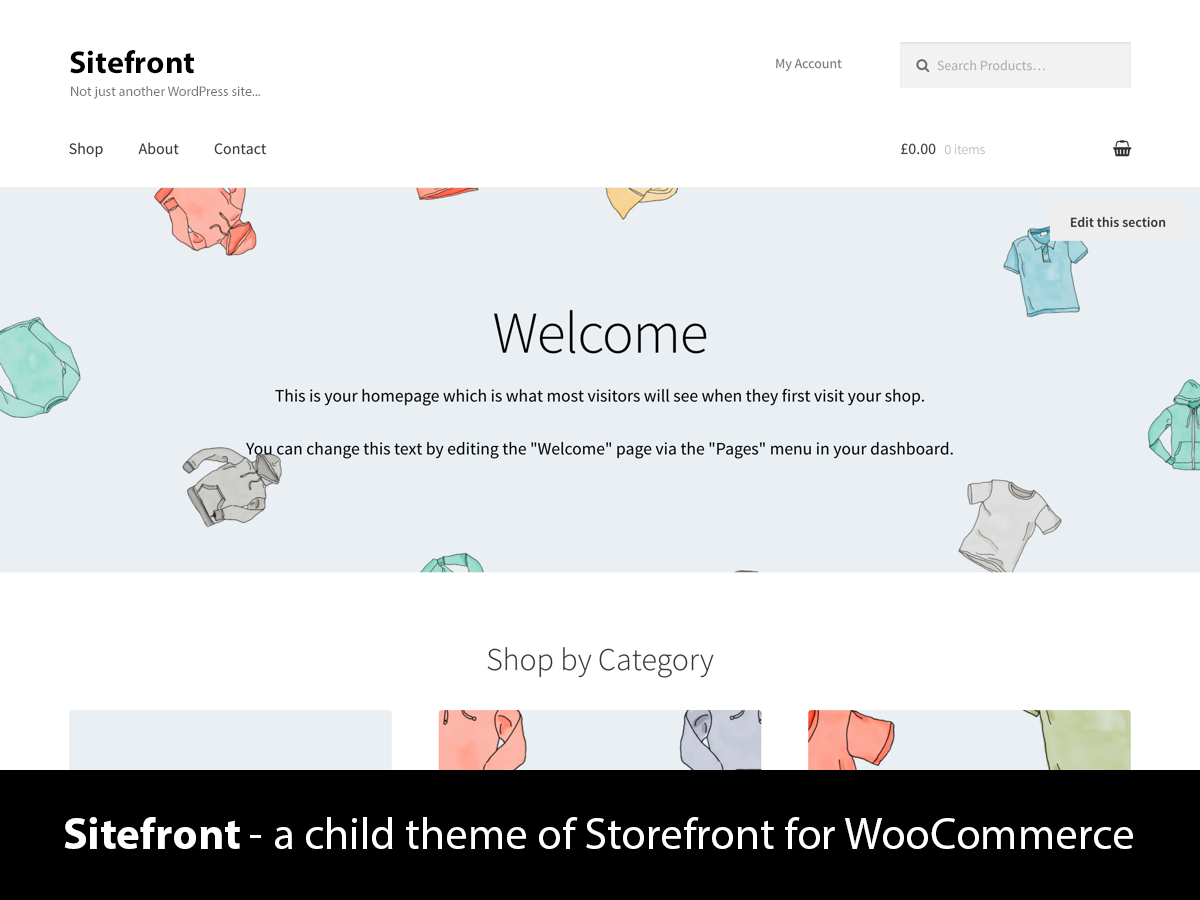 Sitefront
My Account
Search Products...
Not just another WordPress site...
Shop
About
Contact
£0.00 0 items
Edit this section
Welcome
This is your homepage which is what most visitors will see when they first visit your shop.
You can change this text by editing the "Welcome" page via the "Pages" menu in your dashboard.
Shop by Category
Sitefront - a child theme of Storefront for WooCommerce